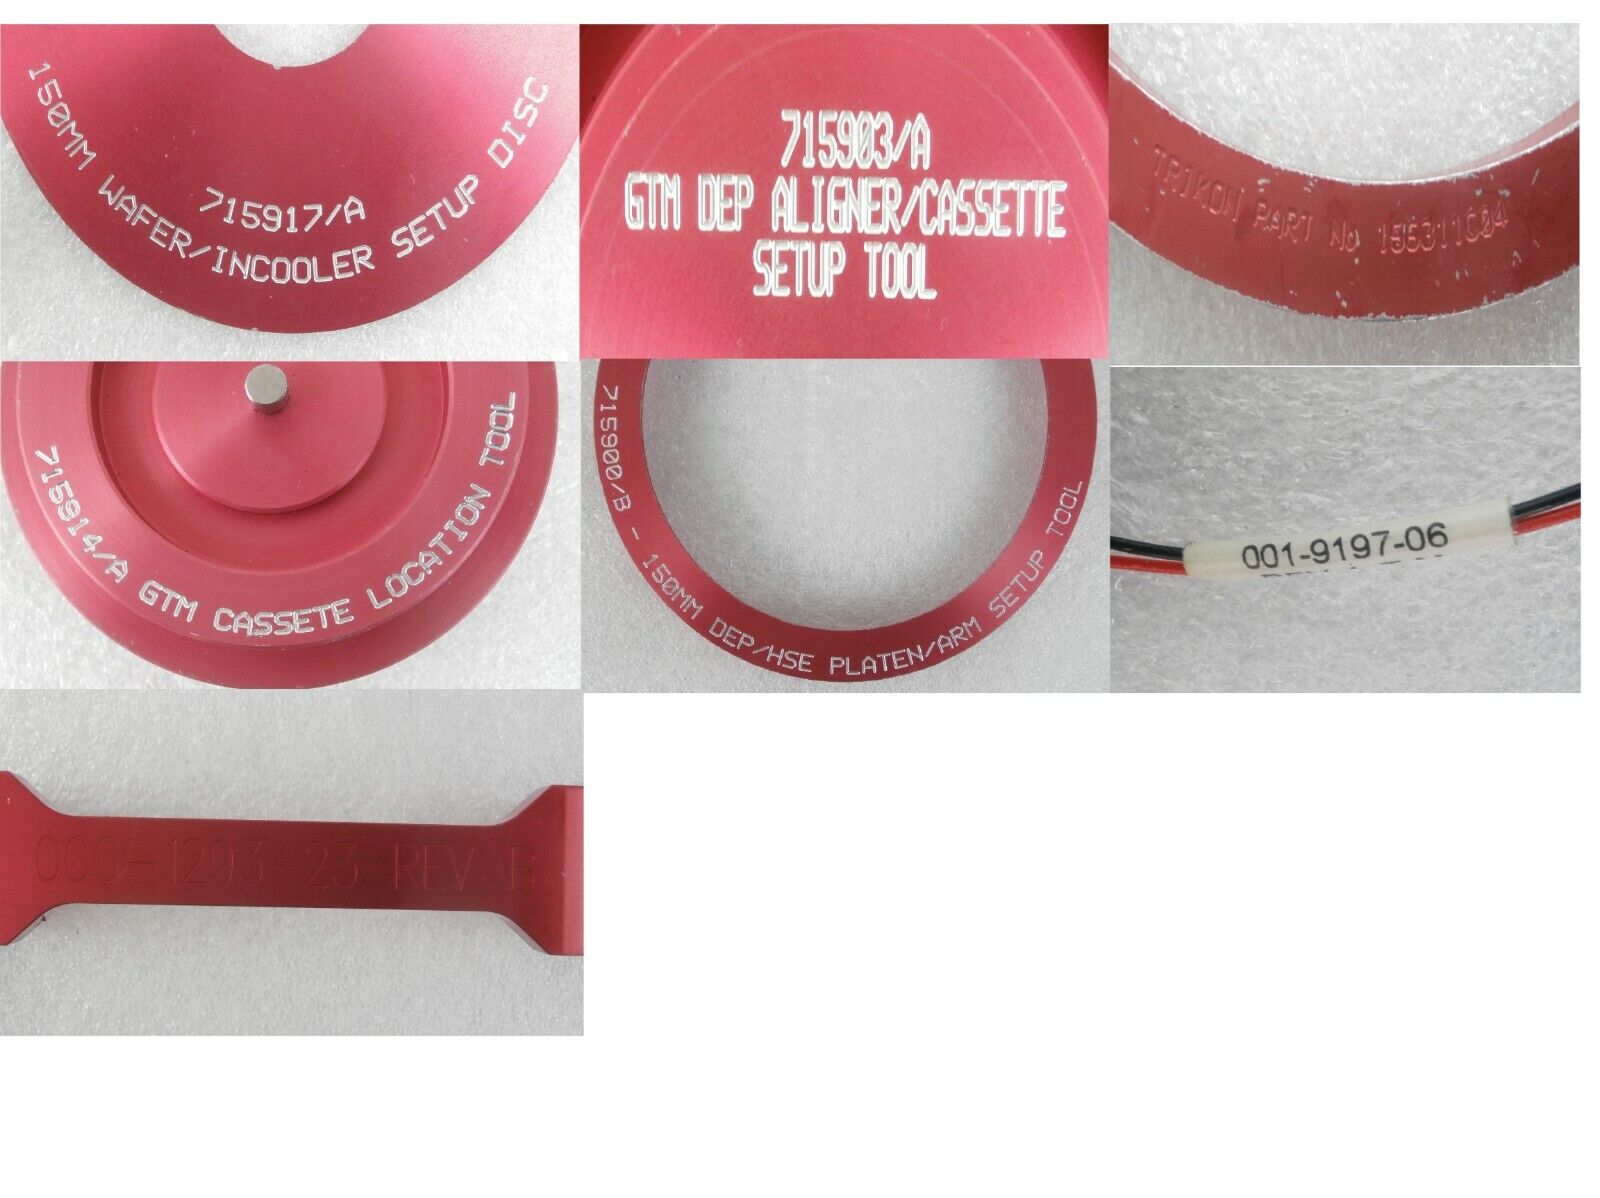 150MM WAFER/INCOOLER SETUP DISC
715917/A
715903/A
GTM DEP ALIGNER/CASSETTE
SETUP TOOL
TRIKON PART No 155311C04
715914/A GTM CASSETE LOCATION TOOL
715900/B - 150MM DEP/HSE PLATEN/ARM SETUP TOOL
001-9197-06
000-1293-23 REV B